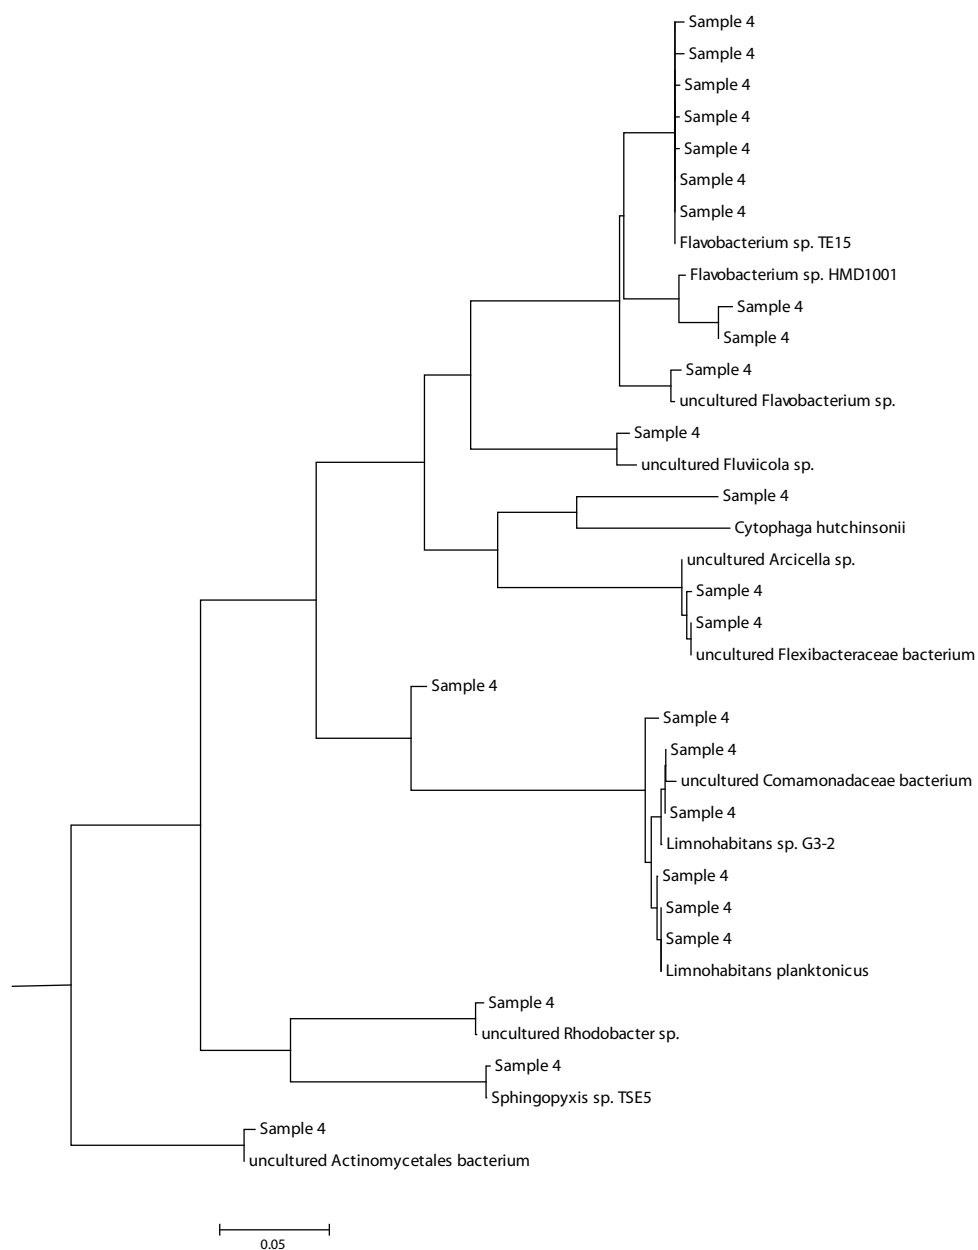 Sample 4
Sample 4
Sample 4
Sample 4
Sample 4
Sample 4
Sample 4
Flavobacterium sp. TE15
Flavobacterium sp. HMD1001
Sample 4
Sample 4
Sample 4
uncultured Flavobacterium sp.
Sample 4
uncultured Fluviicola sp.
Sample 4
Cytophaga hutchinsonii
uncultured Arcicella sp.
Sample 4
Sample 4
uncultured Flexibacteraceae bacterium
Sample 4
Sample 4
Sample 4
uncultured Comamonadaceae bacterium
Sample 4
Limnohabitans sp. G3-2
Sample 4
Sample 4
Sample 4
Limnohabitans planktonicus
Sample 4
uncultured Rhodobacter sp.
Sample 4
Sphingopyxis sp. TSE5
Sample 4
uncultured Actinomycetales bacterium
0.05